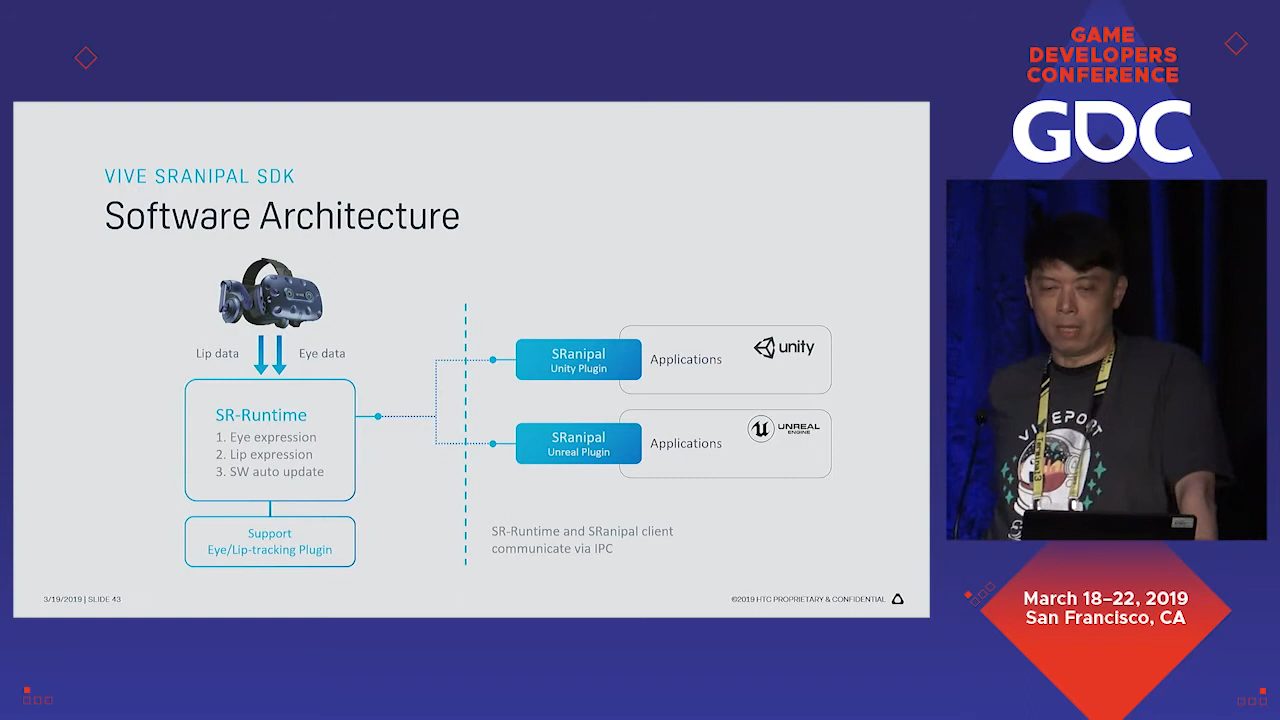 GAME
DEVELOPERS
CONFERENCE
GDC
VIVE SRANIPAL SDK
Software Architecture
Lip data
Eye data
SR-Runtime
1. Eye expression
2. Lip expression
3. SW auto update
Support
Eye/Lip-tracking Plugin
SRanipal
Unity Plugin
Applications
unity
SRanipal
Unreal Plugin
Applications
UNREAL
ENGINE
SR-Runtime and SRanipal client
communicate via IPC
3/19/2019 | SLIDE 43
©2019 HTC PROPRIETARY & CONFIDENTIAL
VIVEPORT
March 18–22, 2019
San Francisco, CA